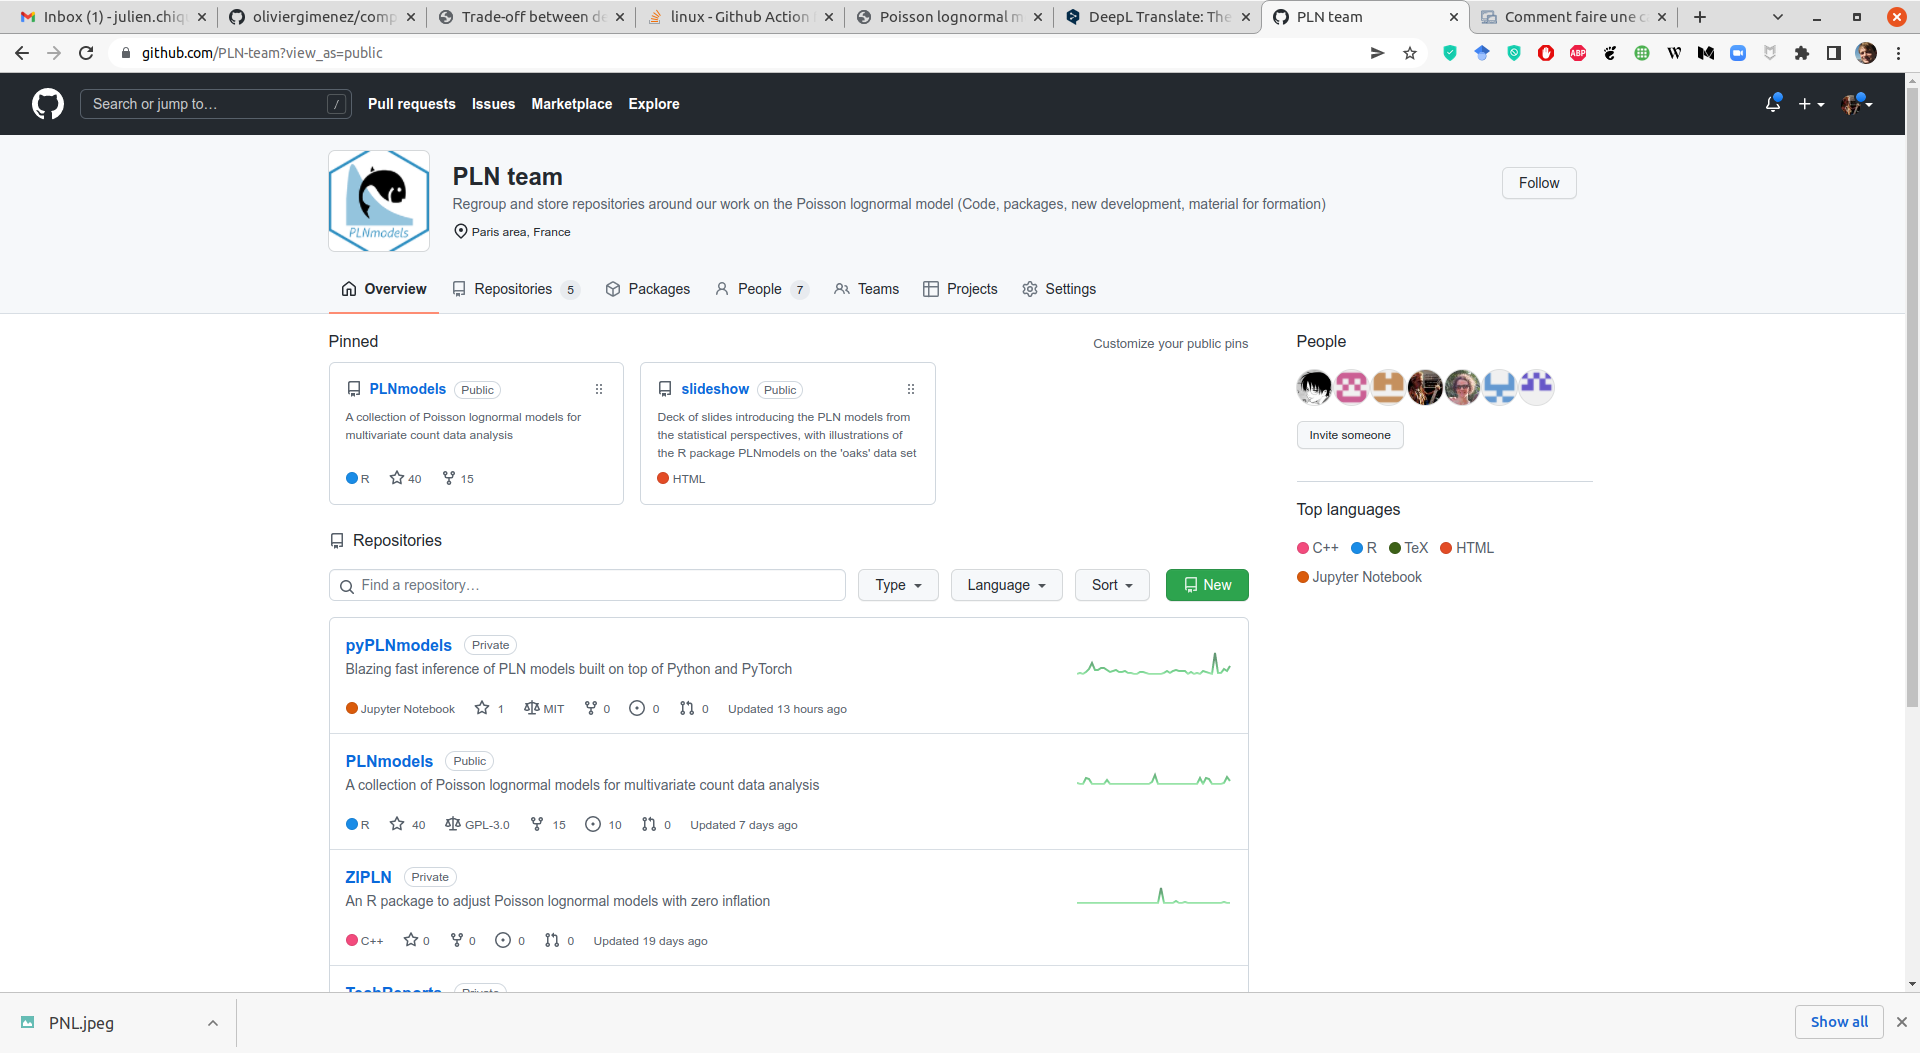 Inbox (1) - julien.chiq
oliviergimenez/comp
Trade-off between de
linux - Github Action
Poisson lognormal m
DeepL Translate: The
PLN team
Comment faire une c
github.com/PLN-team?view_as=public
ABP
W
Search or jump to…
/
Pull requests
Issues
Marketplace
Explore
PLNmodels
PLN team
Follow
Regroup and store repositories around our work on the Poisson lognormal model (Code, packages, new development, material for formation)
Paris area, France
Overview
Repositories 5
Packages
People 7
Teams
Projects
Settings
Pinned
Customize your public pins
PLNmodels Public
A collection of Poisson lognormal models for
multivariate count data analysis
R 40 15
slideshow Public
Deck of slides introducing the PLN models from
the statistical perspectives, with illustrations of
the R package PLNmodels on the 'oaks' data set
HTML
People
Invite someone
Top languages
C++ R TeX HTML
Jupyter Notebook
Repositories
Find a repository…
Type
Language
Sort
New
pyPLNmodels Private
Blazing fast inference of PLN models built on top of Python and PyTorch
Jupyter Notebook 1 MIT 0 0 0 Updated 13 hours ago
PLNmodels Public
A collection of Poisson lognormal models for multivariate count data analysis
R 40 GPL-3.0 15 10 0 Updated 7 days ago
ZIPLN Private
An R package to adjust Poisson lognormal models with zero inflation
C++ 0 0 0 0 Updated 19 days ago
TechReports Private
PNL.jpeg
Show all